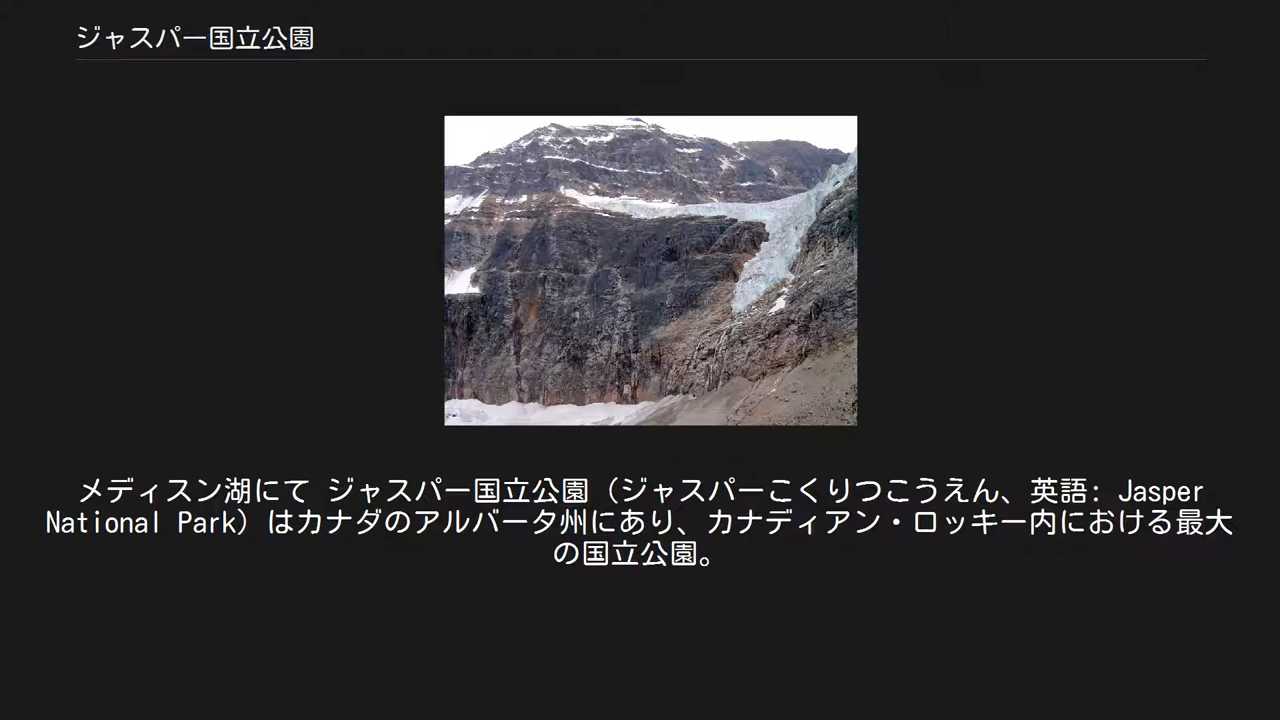 ジャスパー国立公園
メディスン湖にて ジャスパー国立公園（ジャスパーこくりつこうえん、英語: Jasper
National Park）はカナダのアルバータ州にあり、カナディアン・ロッキー内における最大
の国立公園。